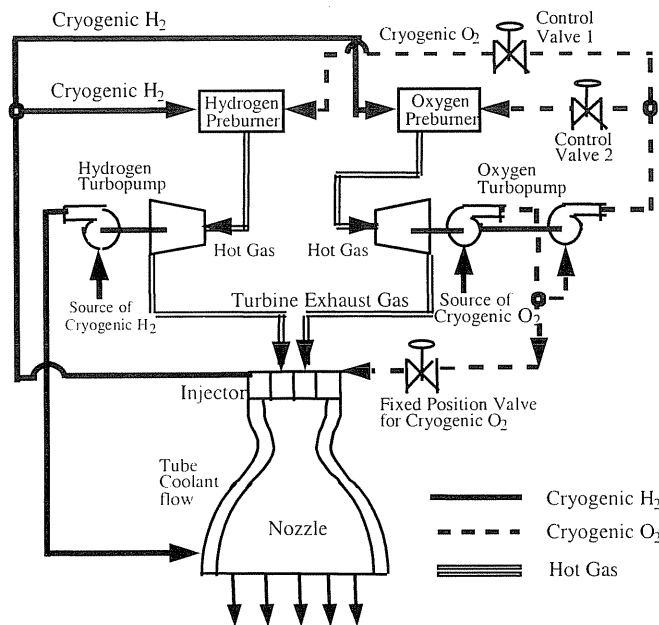 Cryogenic H2
Cryogenic O2
Control
Valve 1
Cryogenic H2
Hydrogen
Preburner
Oxygen
Preburner
Control
Valve 2
Hydrogen
Turbopump
Oxygen
Turbopump
Hot Gas
Hot Gas
Source of
Cryogenic H2
Turbine Exhaust Gas
Source of
Cryogenic O2
Injector
Fixed Position Valve
for Cryogenic O2
Tube
Coolant
flow
Nozzle
Cryogenic H2
Cryogenic O2
Hot Gas